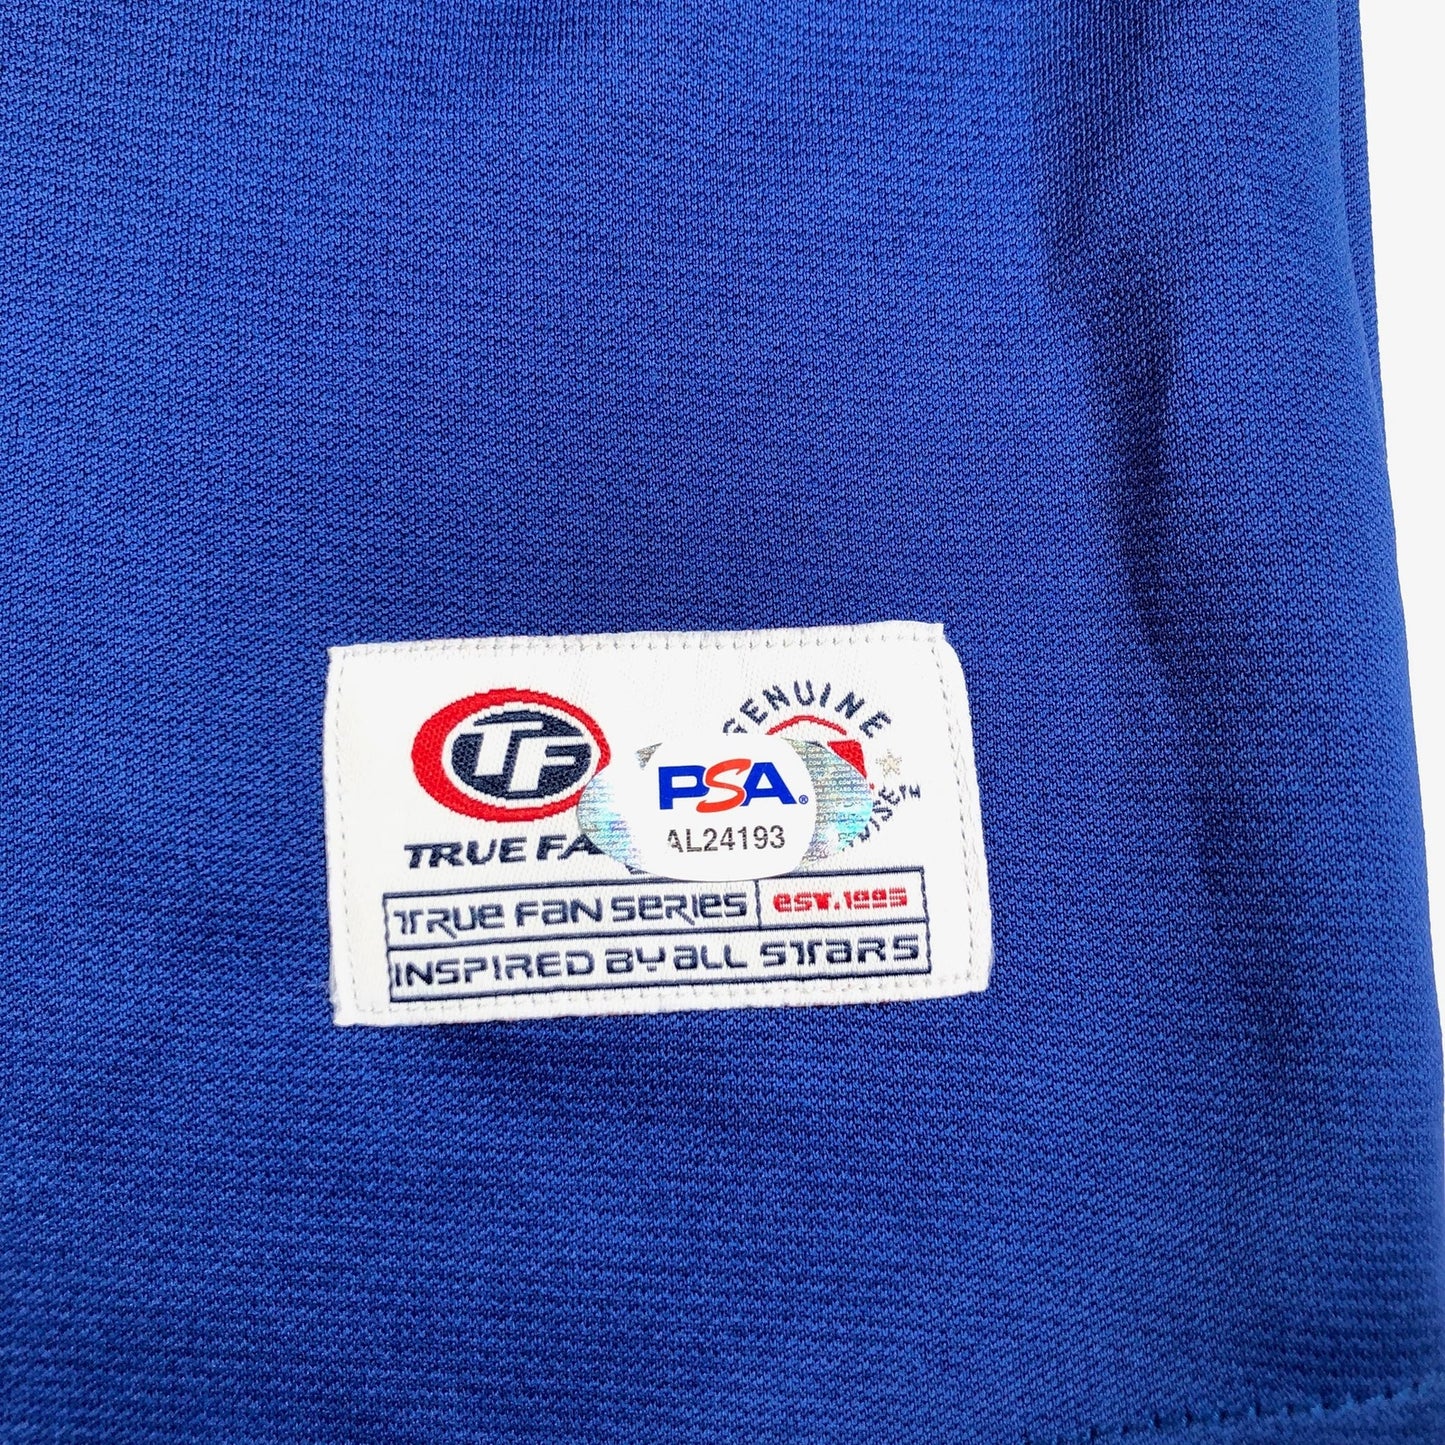 TF
GENUINE
PSA®
AL24193
TRUE FA
TRUE FAN SERIES
EST. 1995
INSPIRED BY ALL STARS